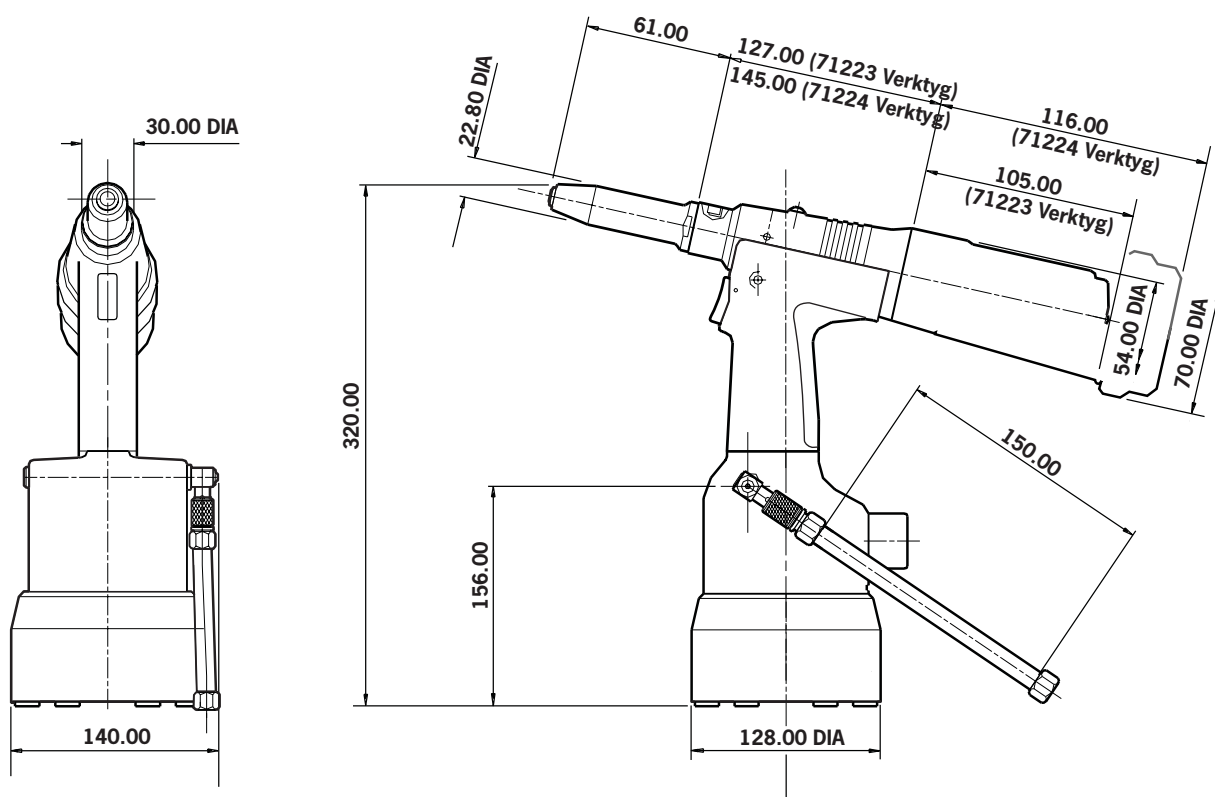 61.00
127.00 (71223 Verktyg)
145.00 (71224 Verktyg)
22.80 DIA
30.00 DIA
116.00
(71224 Verktyg)
105.00
(71223 Verktyg)
54.00 DIA
70.00 DIA
320.00
150.00
156.00
140.00
128.00 DIA